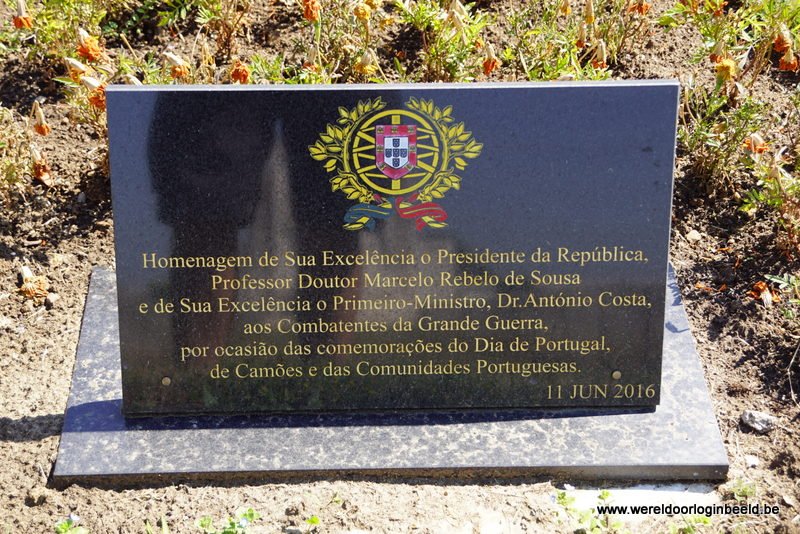 Homenagem de Sua Excelência o Presidente da República,
Professor Doutor Marcelo Rebelo de Sousa
e de Sua Excelência o Primeiro-Ministro, Dr.António Costa,
aos Combatentes da Grande Guerra,
por ocasião das comemorações do Dia de Portugal,
de Camões e das Comunidades Portuguesas.
11 JUN 2016
www.wereldoorloginbeeld.be